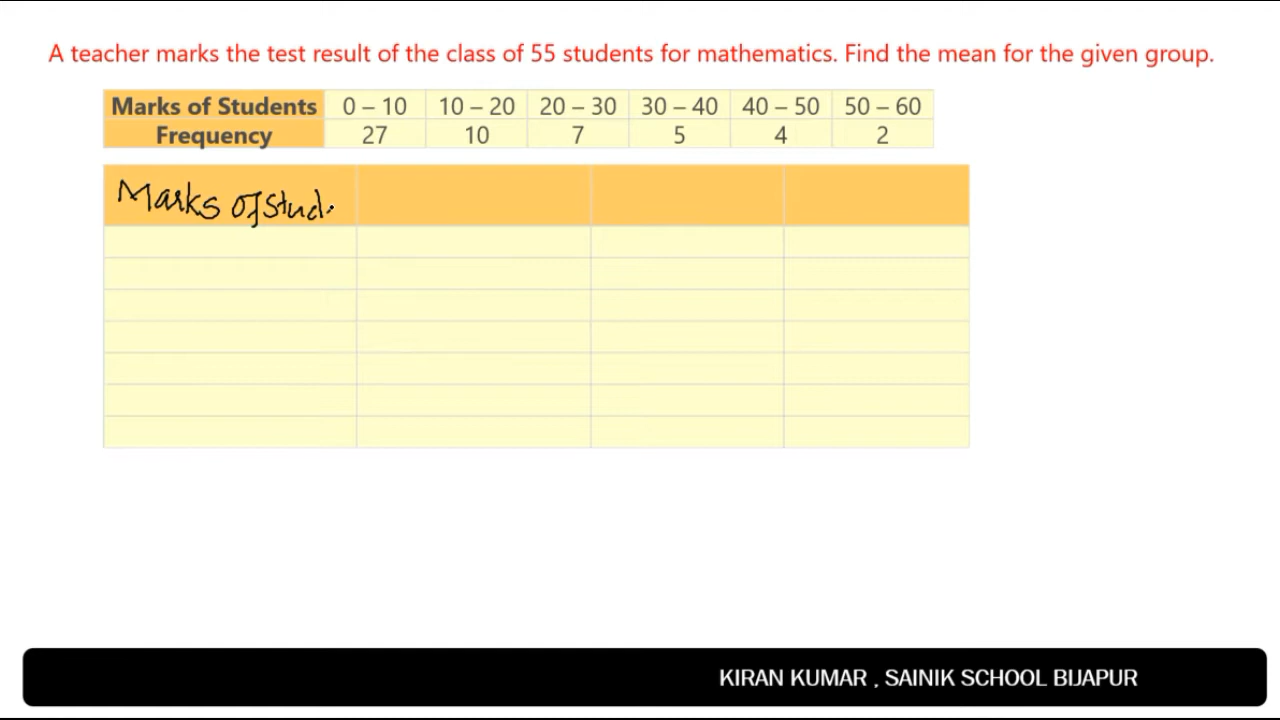 A teacher marks the test result of the class of 55 students for mathematics. Find the mean for the given group.
Marks of Students 0 – 10 10 – 20 20 – 30 30 – 40 40 – 50 50 – 60
Frequency 27 10 7 5 4 2
Marks of Stud
KIRAN KUMAR , SAINIK SCHOOL BIJAPUR